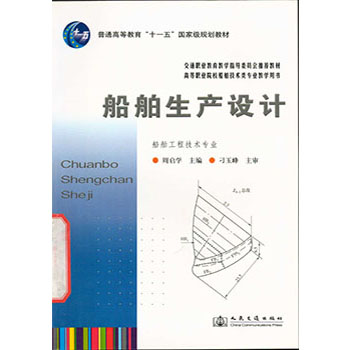 普通高等教育“十一五”国家级规划教材
交通职业教育教学指导委员会推荐教材
高等职业院校船舶技术类专业教学用书
船舶生产设计
船舶工程技术专业
周启学 主编 刁玉峰 主审
Chuanbo
Shengchan
Sheji
人民交通出版社
China Communications Press